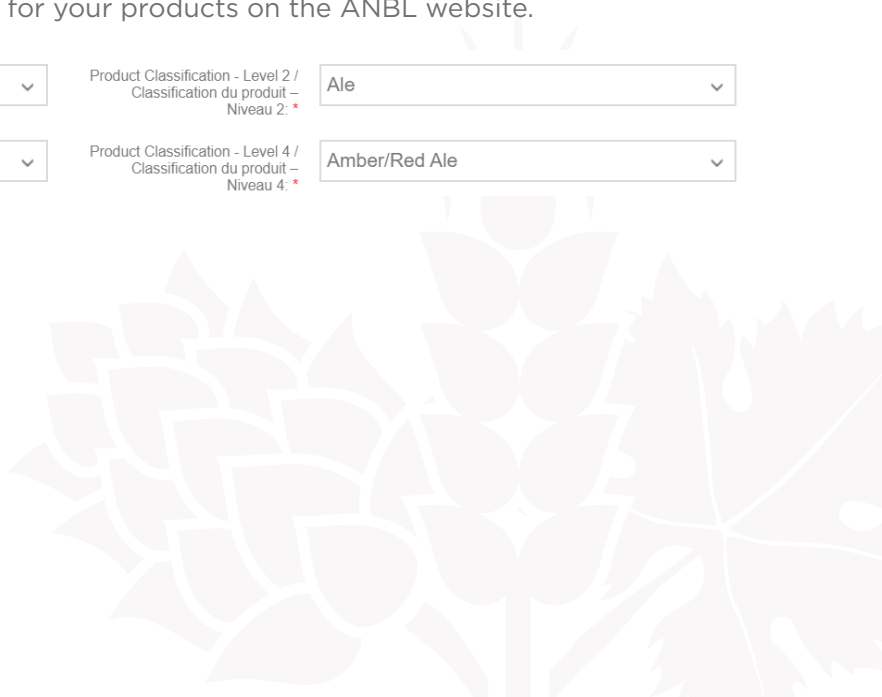 for your products on the ANBL website.
Product Classification - Level 2 /
Classification du produit –
Niveau 2: *
Ale
Product Classification - Level 4 /
Classification du produit –
Niveau 4: *
Amber/Red Ale